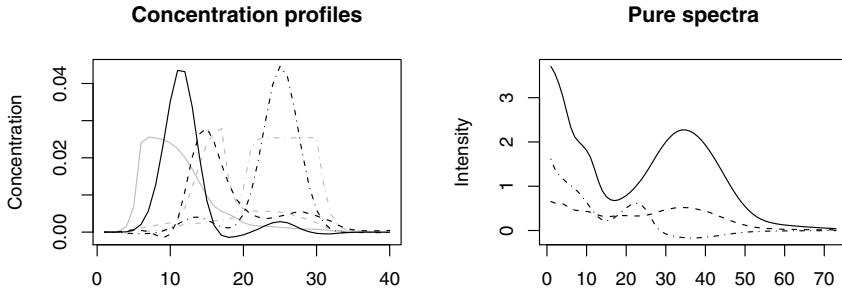 Concentration profiles
Concentration
0.00
0.02
0.04
0 10 20 30 40
Pure spectra
Intensity
0
1
2
3
0 10 20 30 40 50 60 70